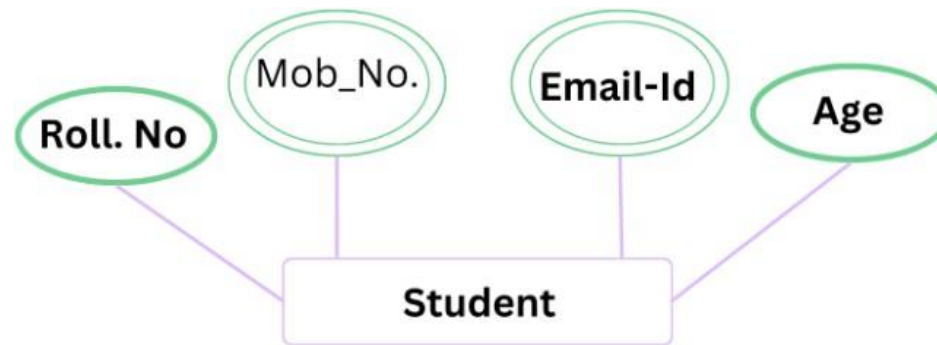 Roll. No
Mob_No.
Email-Id
Age
Student